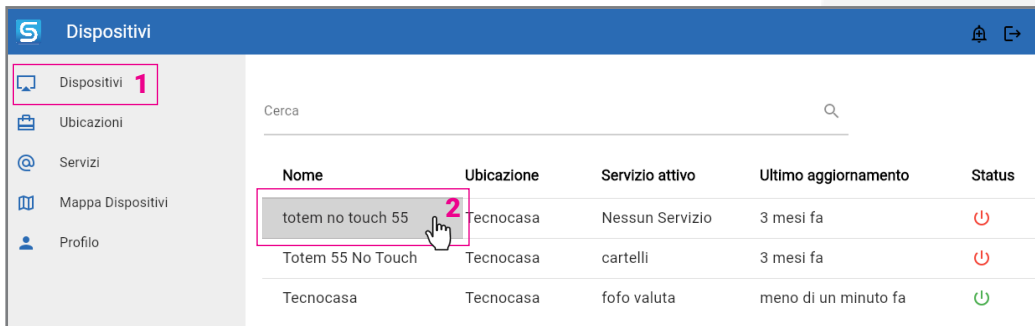 Dispositivi
Dispositivi 1
Ubicazioni
Servizi
Mappa Dispositivi
Profilo
Cerca
Nome Ubicazione Servizio attivo Ultimo aggiornamento Status
totem no touch 55 2 Tecnocasa Nessun Servizio 3 mesi fa
Totem 55 No Touch Tecnocasa cartelli 3 mesi fa
Tecnocasa Tecnocasa fofo valuta meno di un minuto fa